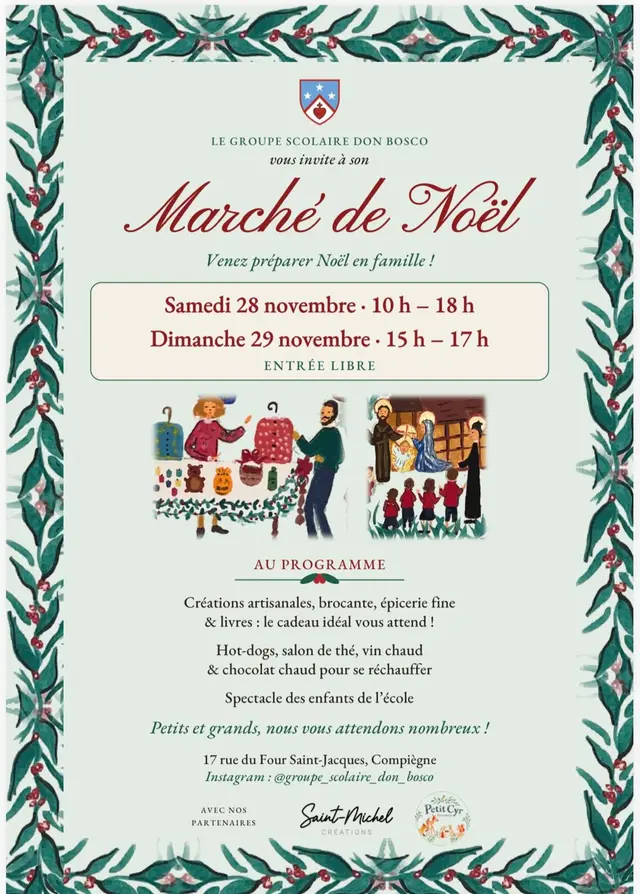 LE GROUPE SCOLAIRE DON BOSCO
vous invite à son
Marché de Noël
Venez préparer Noël en famille !
Samedi 28 novembre · 10 h – 18 h
Dimanche 29 novembre · 15 h – 17 h
ENTRÉE LIBRE
AU PROGRAMME
Créations artisanales, brocante, épicerie fine
& livres : le cadeau idéal vous attend !
Hot-dogs, salon de thé, vin chaud
& chocolat chaud pour se réchauffer
Spectacle des enfants de l'école
Petits et grands, nous vous attendons nombreux !
17 rue du Four Saint-Jacques, Compiègne
Instagram : @groupe_scolaire_don_bosco
AVEC NOS
PARTENAIRES
Saint-Michel
CRÉATIONS
Petit Cyr